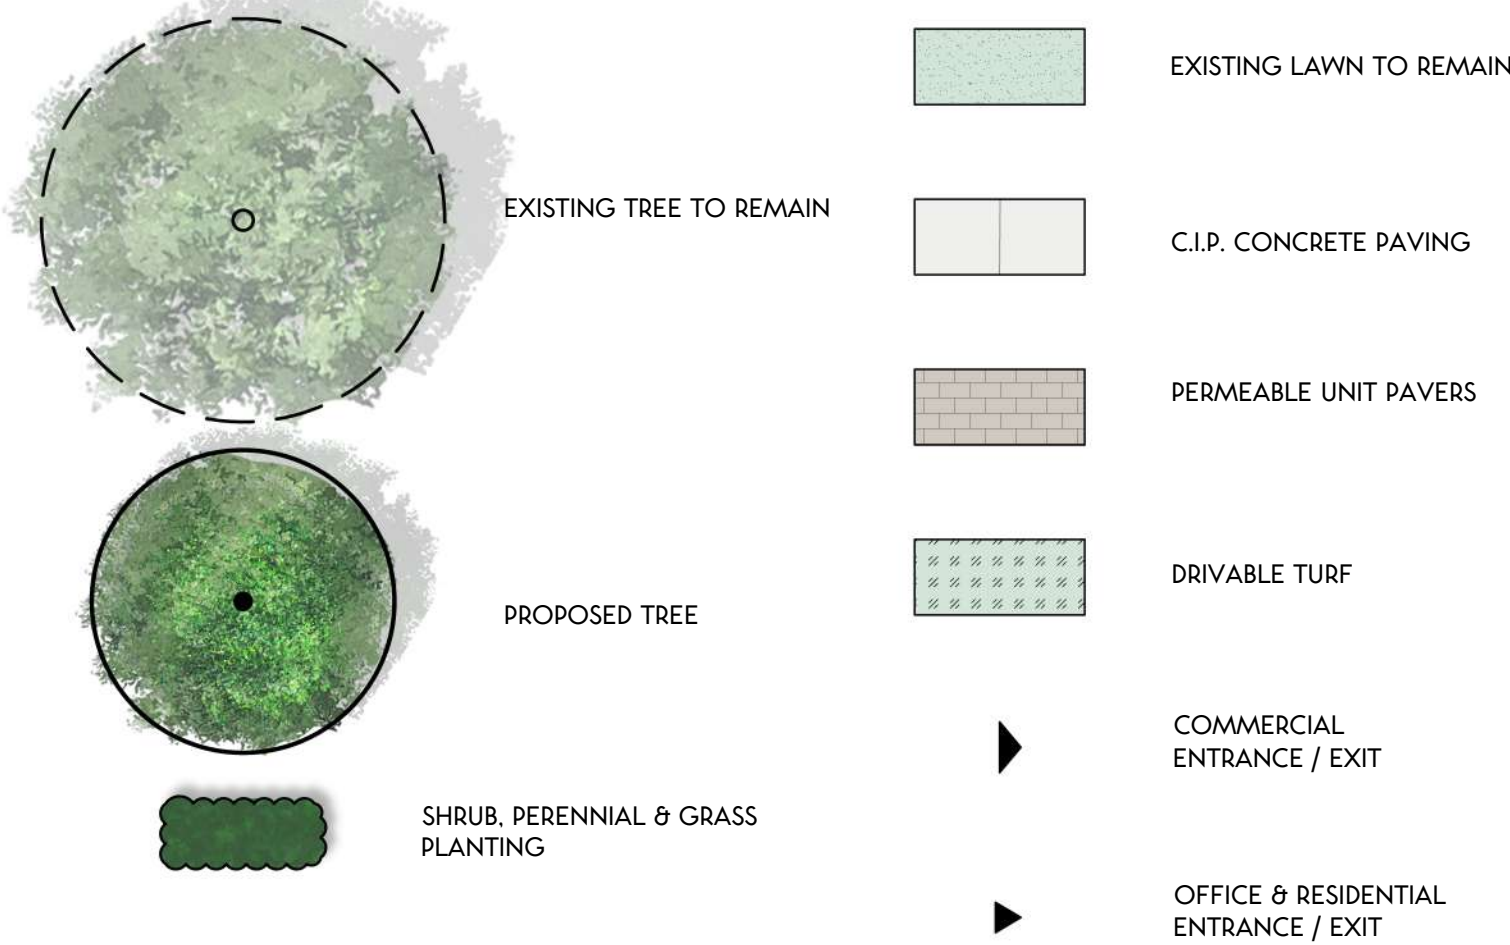 EXISTING TREE TO REMAIN
PROPOSED TREE
SHRUB, PERENNIAL & GRASS
PLANTING
EXISTING LAWN TO REMAIN
C.I.P. CONCRETE PAVING
PERMEABLE UNIT PAVERS
DRIVABLE TURF
COMMERCIAL
ENTRANCE / EXIT
OFFICE & RESIDENTIAL
ENTRANCE / EXIT